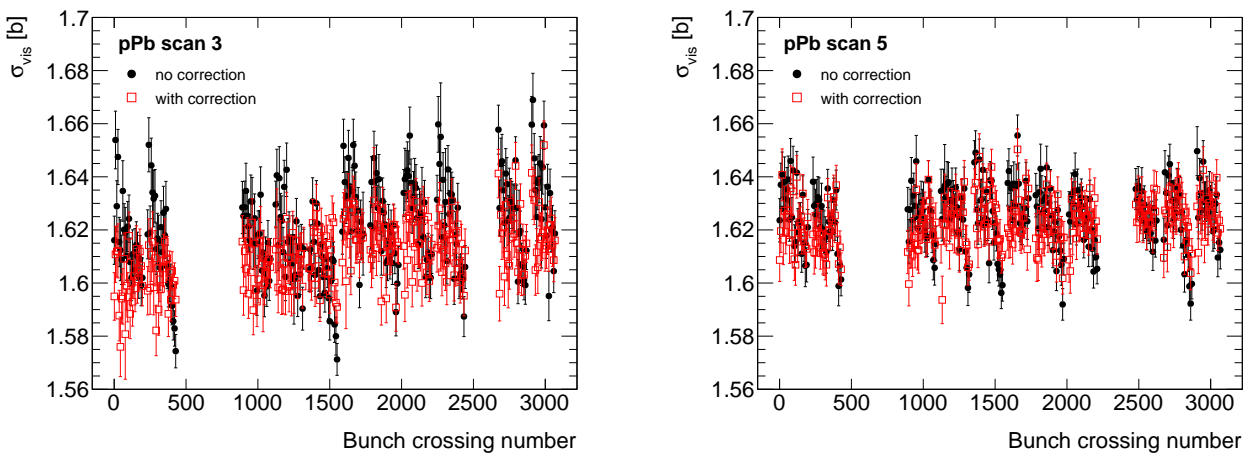 σvis [b]
pPb scan 3
no correction
with correction
1.7
1.68
1.66
1.64
1.62
1.6
1.58
1.56
0 500 1000 1500 2000 2500 3000
Bunch crossing number
σvis [b]
pPb scan 5
no correction
with correction
1.7
1.68
1.66
1.64
1.62
1.6
1.58
1.56
0 500 1000 1500 2000 2500 3000
Bunch crossing number